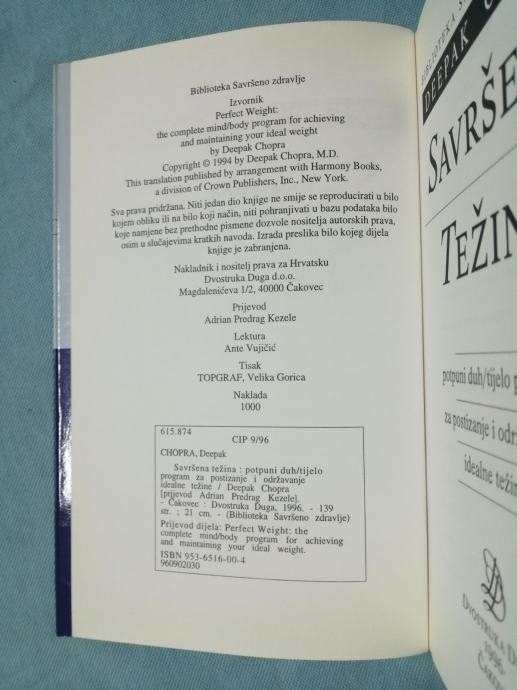 Biblioteka Savršeno zdravlje
Izvornik
Perfect Weight:
the complete mind/body program for achieving
and maintaining your ideal weight
by Deepak Chopra
Copyright © 1994 by Deepak Chopra, M.D.
This translation published by arrangement with Harmony Books,
a division of Crown Publishers, Inc., New York.
Sva prava pridržana. Niti jedan dio knjige ne smije se reproducirati u bilo
kojem obliku ili na bilo koji način, niti pohranjivati u bazu podataka bilo
koje namjene bez prethodne pismene dozvole nositelja autorskih prava,
osim u slučajevima kratkih navoda. Izrada preslika bilo kojeg dijela
knjige je zabranjena.
Nakladnik i nositelj prava za Hrvatsku
Dvostruka Duga d.o.o.
Magdalenićeva 1/2, 40000 Čakovec
Prijevod
Adrian Predrag Kezele
Lektura
Ante Vujičić
Tisak
TOPGRAF, Velika Gorica
Naklada
1000
615.874
CIP 9/96
CHOPRA, Deepak
Savršena težina : potpuni duh/tijelo
program za postizanje i održavanje
idealne težine / Deepak Chopra
[prijevod Adrian Predrag Kezele].
- Čakovec : Dvostruka Duga, 1996. - 139
str. ; 21 cm. - (Biblioteka Savršeno zdravlje)
Prijevod dijela: Perfect Weight: the
complete mind/body program for achieving
and maintaining your ideal weight.
ISBN 953-6516-00-4
960902030
BIBLIOTEKA S
DEEPAK C
SAVRŠE
TEŽIN
potpuni duh/tijelo p
za postizanje i održ
idealne težin
DVOSTRUKA D
1996.
ČAKOV